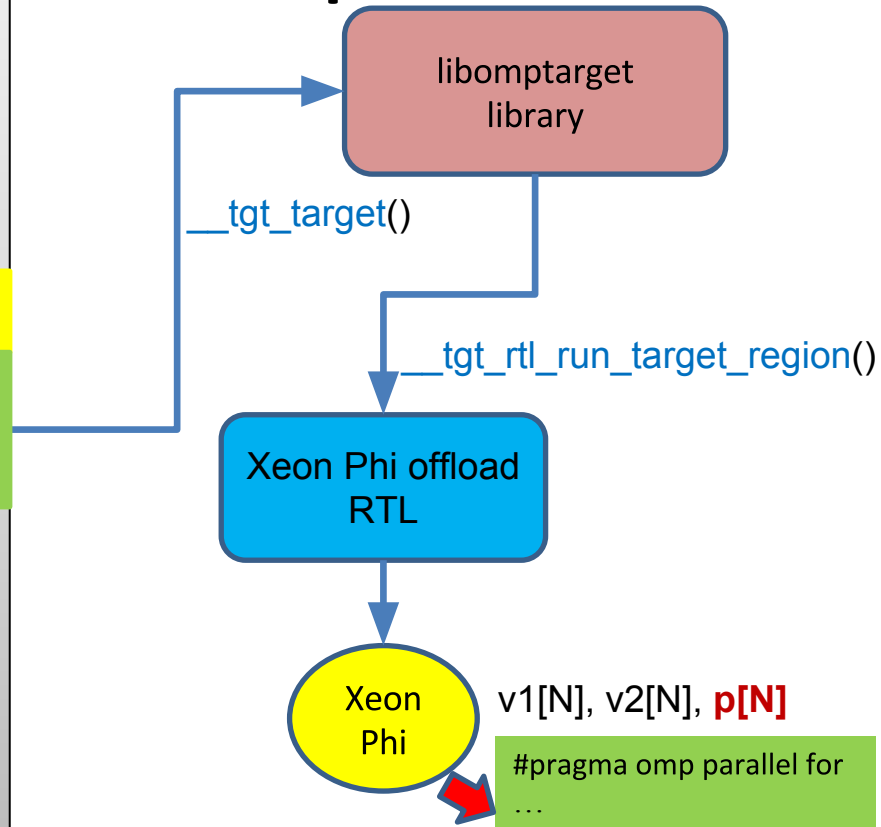 libomptarget
library
__tgt_target()
__tgt_rtl_run_target_region()
Xeon Phi offload
RTL
Xeon
Phi
v1[N], v2[N], p[N]
#pragma omp parallel for
…